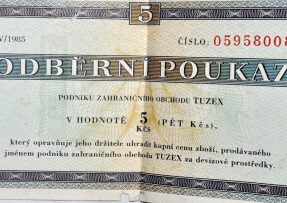 5
V/1985
ČÍSLO: 05958008
ODBĚRNÍ POUKAZ
PODNIKU ZAHRANIČNÍHO OBCHODU TUZEX
V HODNOTĚ 5 Kčs (PĚT Kčs),
který opravňuje jeho držitele uhradit kupní cenu zboží, prodávaného
jménem podniku zahraničního obchodu TUZEX za devizové prostředky.